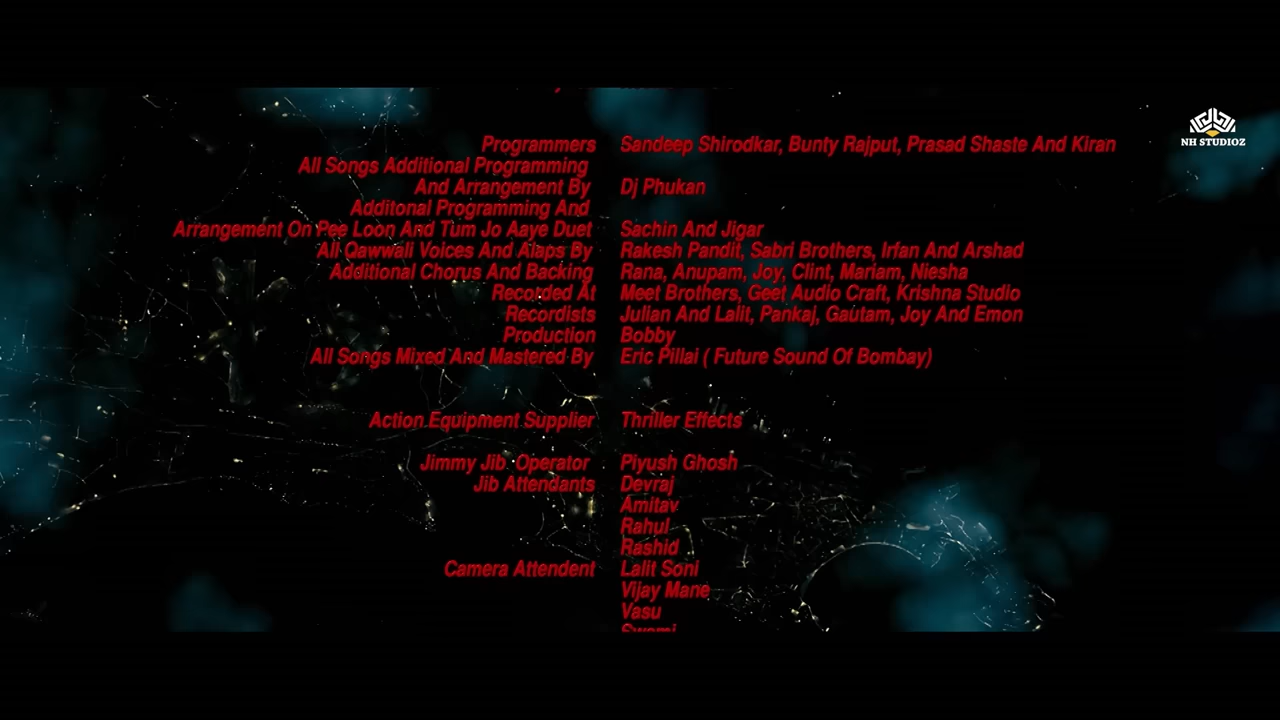 Programmers Sandeep Shirodkar, Bunty Rajput, Prasad Shaste And Kiran
NH STUDIOZ
All Songs Additional Programming
And Arrangement By Dj Phukan
Additonal Programming And
Arrangement On Pee Loon And Tum Jo Aaye Duet Sachin And Jigar
All Qawwali Voices And Alaps By Rakesh Pandit, Sabri Brothers, Irfan And Arshad
Additional Chorus And Backing Rana, Anupam, Joy, Clint, Mariam, Niesha
Recorded At Meet Brothers, Geet Audio Craft, Krishna Studio
Recordists Julian And Lalit, Pankaj, Gautam, Joy And Emon
Production Bobby
All Songs Mixed And Mastered By Eric Pillai ( Future Sound Of Bombay)
Action Equipment Supplier Thriller Effects
Jimmy Jib Operator Piyush Ghosh
Jib Attendants Devraj
Amitav
Rahul
Rashid
Camera Attendent Lalit Soni
Vijay Mane
Vasu